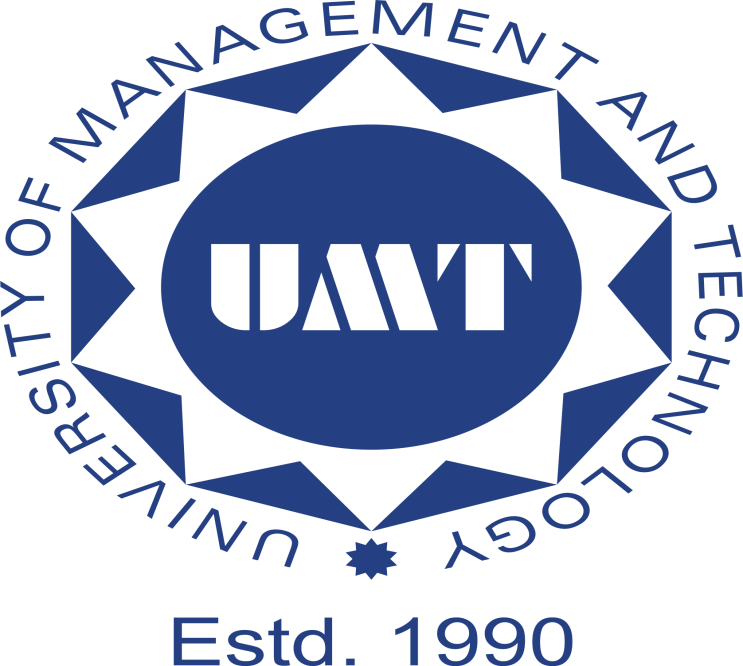 UNIVERSITY OF MANAGEMENT AND TECHNOLOGY
UMT
Estd. 1990